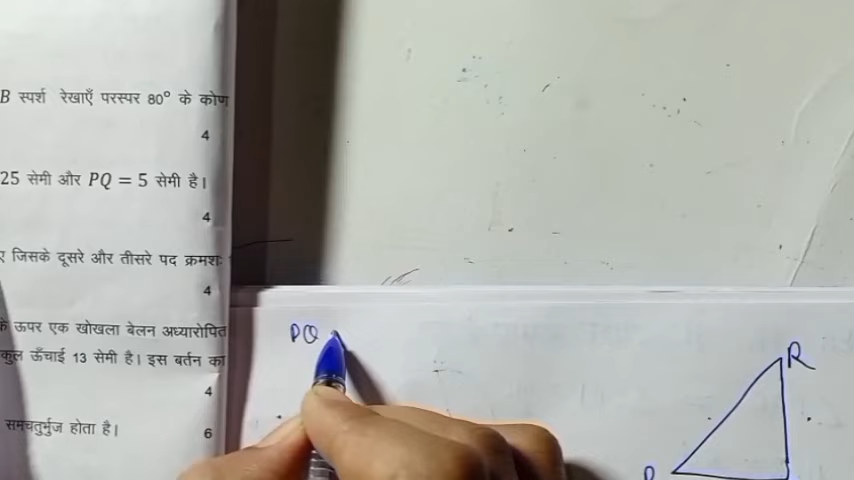 B स्पर्श रेखाएँ परस्पर 80° के कोण
4
25 सेमी और PQ = 5 सेमी है।
4
जिसके दूसरे और तीसरे पद क्रमशः
4
के ऊपर एक खोखला बेलन अध्यारोपित
कुल ऊँचाई 13 सेमी है। इस बर्तन का
4
समचतुर्भुज होता है।
6
PQ
R
P